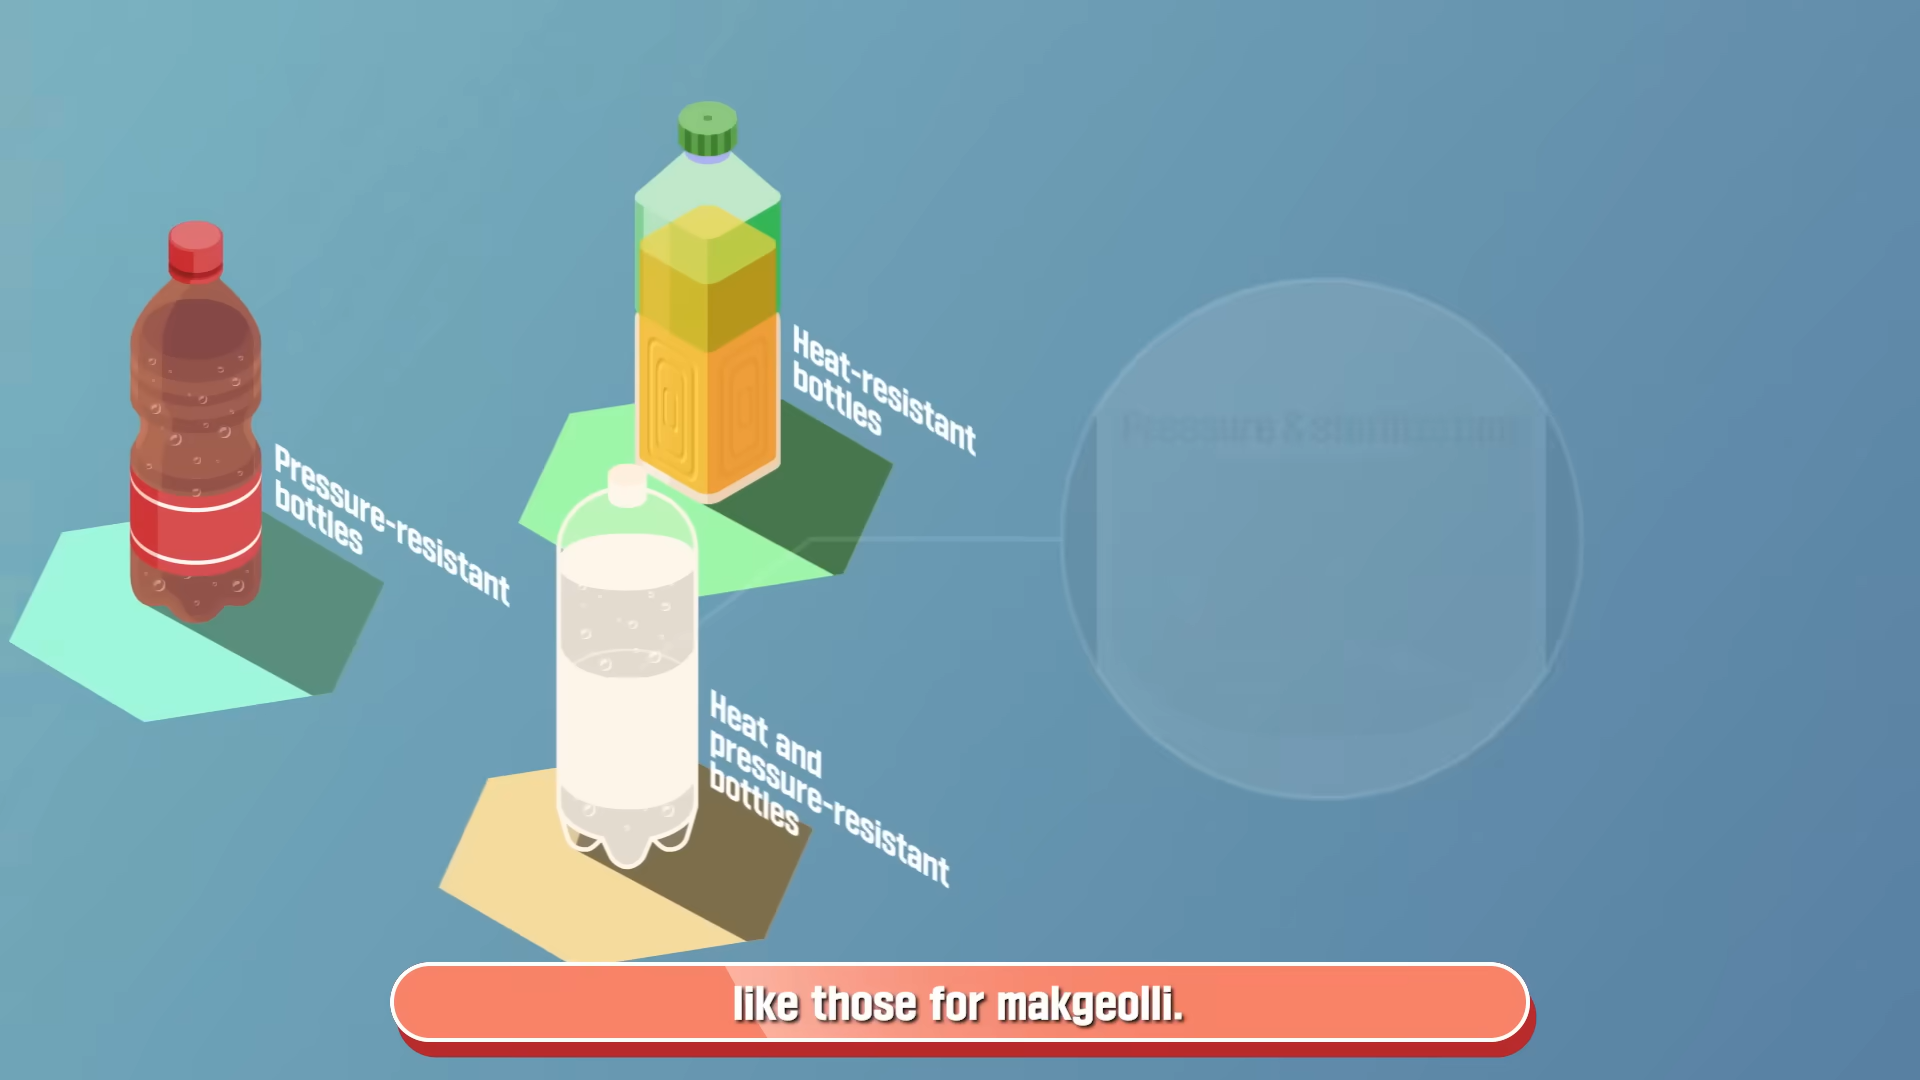 Heat-resistant
bottles
Pressure-resistant
bottles
Heat and
pressure-resistant
bottles
like those for makgeolli.